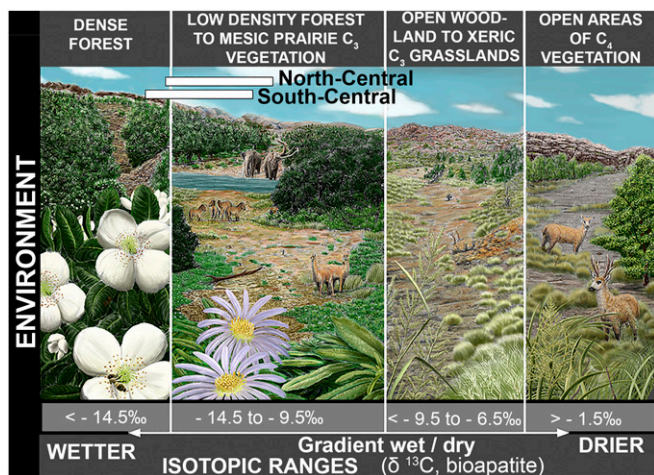 DENSE
FOREST
LOW DENSITY FOREST
TO MESIC PRAIRIE C₃
VEGETATION
OPEN WOOD-
LAND TO XERIC
C₃ GRASSLANDS
OPEN AREAS
OF C₄
VEGETATION
North-Central
South-Central
ENVIRONMENT
< - 14.5‰
- 14.5 to - 9.5‰
< - 9.5 to - 6.5‰
> - 1.5‰
WETTER
Gradient wet / dry
DRIER
ISOTOPIC RANGES (δ ¹³C, bioapatite)